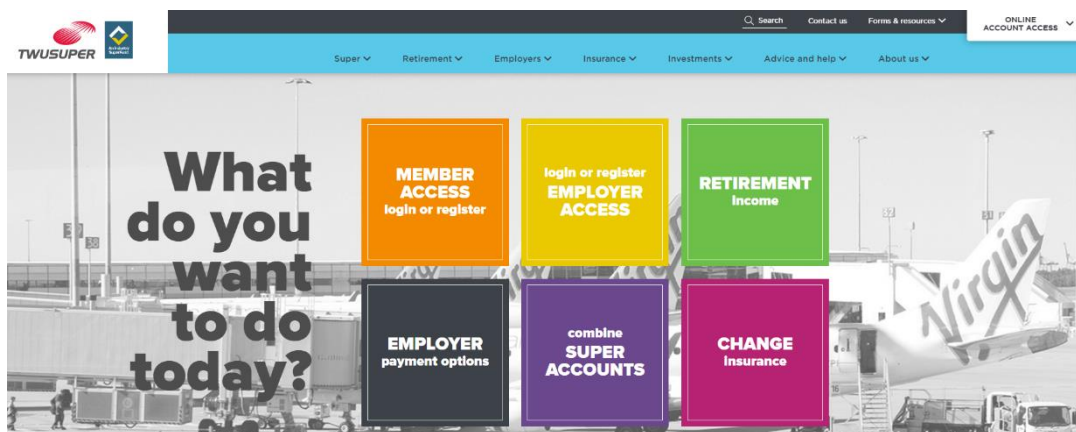 Search
Contact us
Forms & resources
ONLINE
ACCOUNT ACCESS
TWUSUPER
Super
Retirement
Employers
Insurance
Investments
Advice and help
About us
What
do you
want
to do
today?
MEMBER
ACCESS
login or register
login or register
EMPLOYER
ACCESS
RETIREMENT
income
EMPLOYER
payment options
combine
SUPER
ACCOUNTS
CHANGE
insurance
Virgin